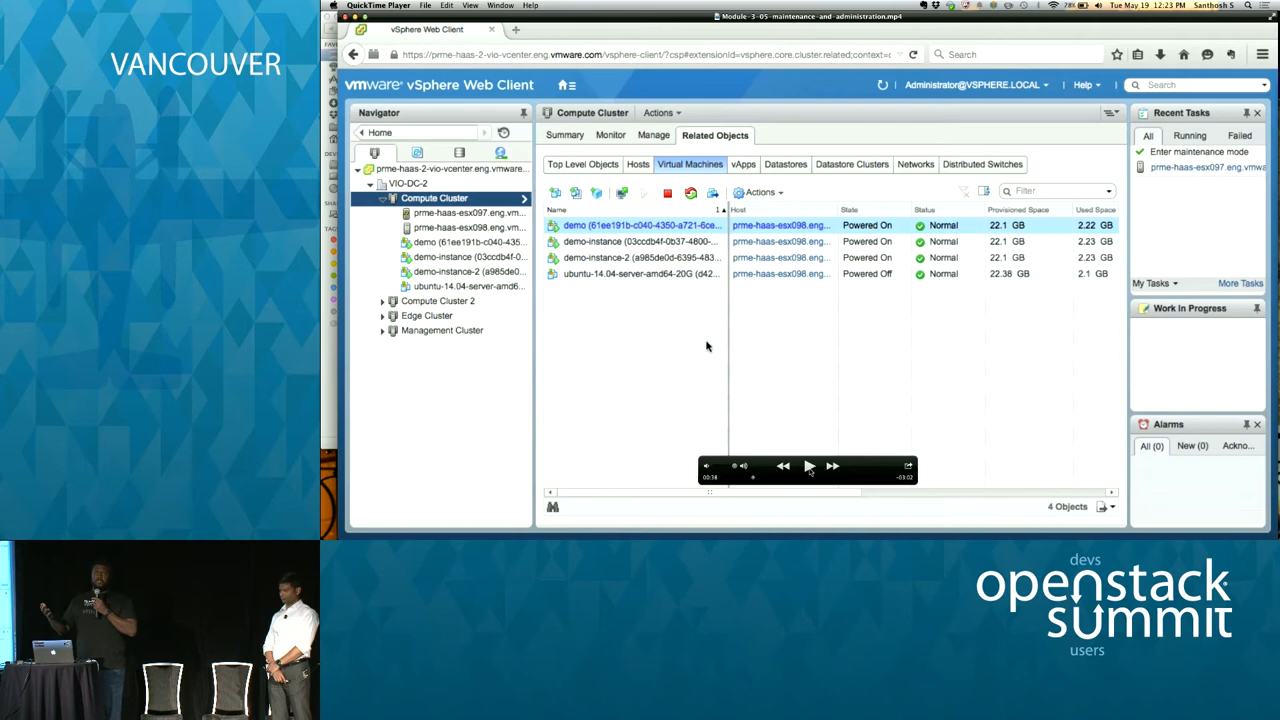 VANCOUVER
QuickTime Player File Edit View Window Help
78% Tue May 19 12:23 PM Santhosh S
Module-3-05-maintenance-and-administration.mp4
vSphere Web Client
https://prme-haas-2-vio-vcenter.eng.vmware.com/vsphere-client/?csp#extensionId=vsphere.core.cluster.related;context=c
Search
vmware® vSphere Web Client
Administrator@VSPHERE.LOCAL
Help
Search
Navigator
Home
prme-haas-2-vio-vcenter.eng.vmware...
VIO-DC-2
Compute Cluster
prme-haas-esx097.eng.vm...
prme-haas-esx098.eng.vm...
demo (61ee191b-c040-435...
demo-instance (03ccdb4f-0...
demo-instance-2 (a985de0d...
ubuntu-14.04-server-amd6...
Compute Cluster 2
Edge Cluster
Management Cluster
Compute Cluster Actions
Summary Monitor Manage Related Objects
Top Level Objects Hosts Virtual Machines vApps Datastores Datastore Clusters Networks Distributed Switches
Actions
Filter
Name 1 Host State Status Provisioned Space Used Space
demo (61ee191b-c040-4350-a721-6ce... prme-haas-esx098.eng... Powered On Normal 22.1 GB 2.22 GB
demo-instance (03ccdb4f-0b37-4800-... prme-haas-esx098.eng... Powered On Normal 22.1 GB 2.23 GB
demo-instance-2 (a985de0d-6395-483... prme-haas-esx098.eng... Powered On Normal 22.1 GB 2.23 GB
ubuntu-14.04-server-amd64-20G (d42... prme-haas-esx098.eng... Powered Off Normal 22.38 GB 2.1 GB
00:38
-03:02
4 Objects
Recent Tasks
All Running Failed
Enter maintenance mode
prme-haas-esx097.eng.vmwa
My Tasks More Tasks
Work In Progress
Alarms
All (0) New (0) Ackno...
devs
openstack
summit
users